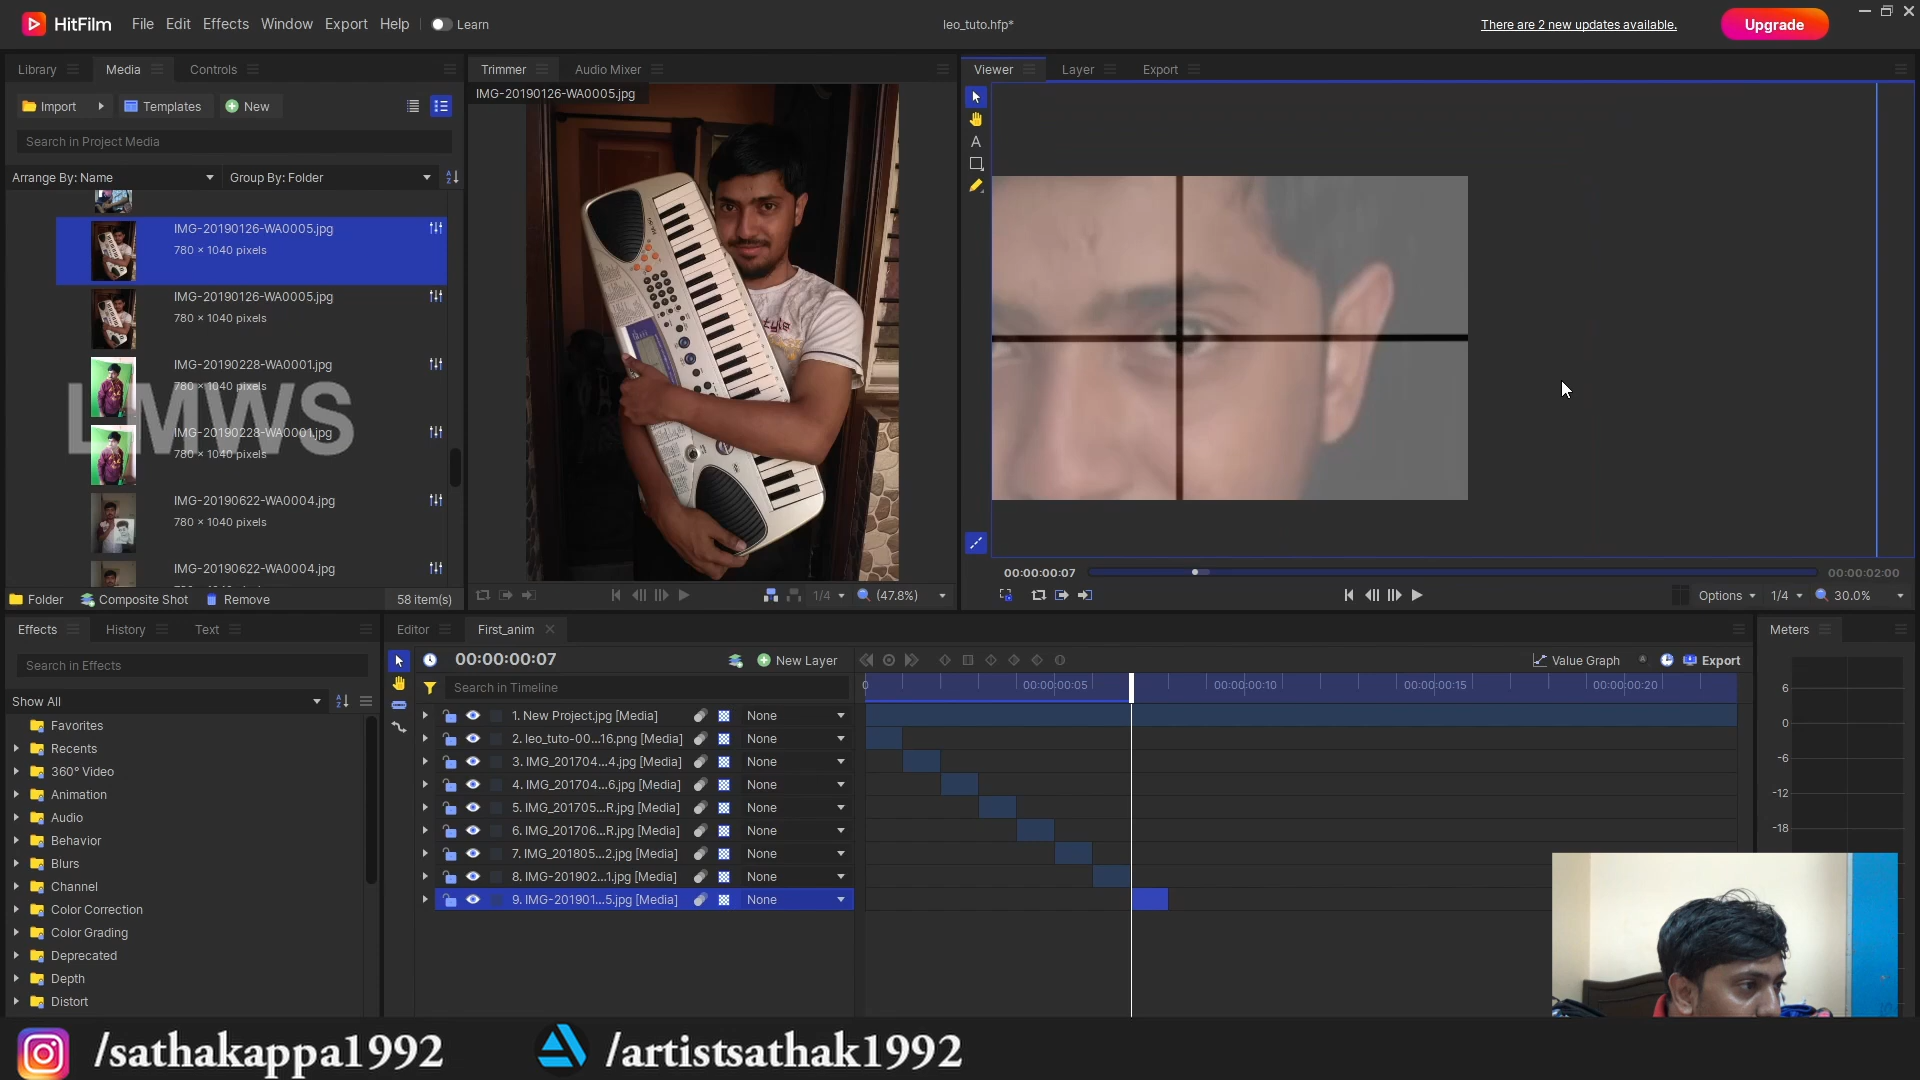 HitFilm
File Edit Effects Window Export Help Learn
leo_tuto.hfp*
There are 2 new updates available.
Upgrade
Library Media Controls
Import Templates New
Search in Project Media
Arrange By: Name
Group By: Folder
IMG-20190126-WA0005.jpg
780 × 1040 pixels
IMG-20190126-WA0005.jpg
780 × 1040 pixels
IMG-20190228-WA0001.jpg
780 × 1040 pixels
LMWS
IMG-20190228-WA0001.jpg
780 × 1040 pixels
IMG-20190622-WA0004.jpg
780 × 1040 pixels
IMG-20190622-WA0004.jpg
Folder Composite Shot Remove 58 item(s)
Trimmer Audio Mixer
IMG-20190126-WA0005.jpg
1/4 (47.8%)
Viewer Layer Export
A
00:00:00:07
00:00:02:00
Options 1/4 30.0%
Effects History Text
Search in Effects
Show All
Favorites
Recents
360° Video
Animation
Audio
Behavior
Blurs
Channel
Color Correction
Color Grading
Deprecated
Depth
Distort
Editor First_anim
00:00:00:07
New Layer
Value Graph
Export
Search in Timeline
0 00:00:00:05 00:00:00:10 00:00:00:15 00:00:00:20
1. New Project.jpg [Media] None
2. leo_tuto-00...16.png [Media] None
3. IMG_201704...4.jpg [Media] None
4. IMG_201704...6.jpg [Media] None
5. IMG_201705...R.jpg [Media] None
6. IMG_201706...R.jpg [Media] None
7. IMG_201805...2.jpg [Media] None
8. IMG-201902...1.jpg [Media] None
9. IMG-201901...5.jpg [Media] None
Meters
6
0
-6
-12
-18
/sathakappa1992
/artistsathak1992